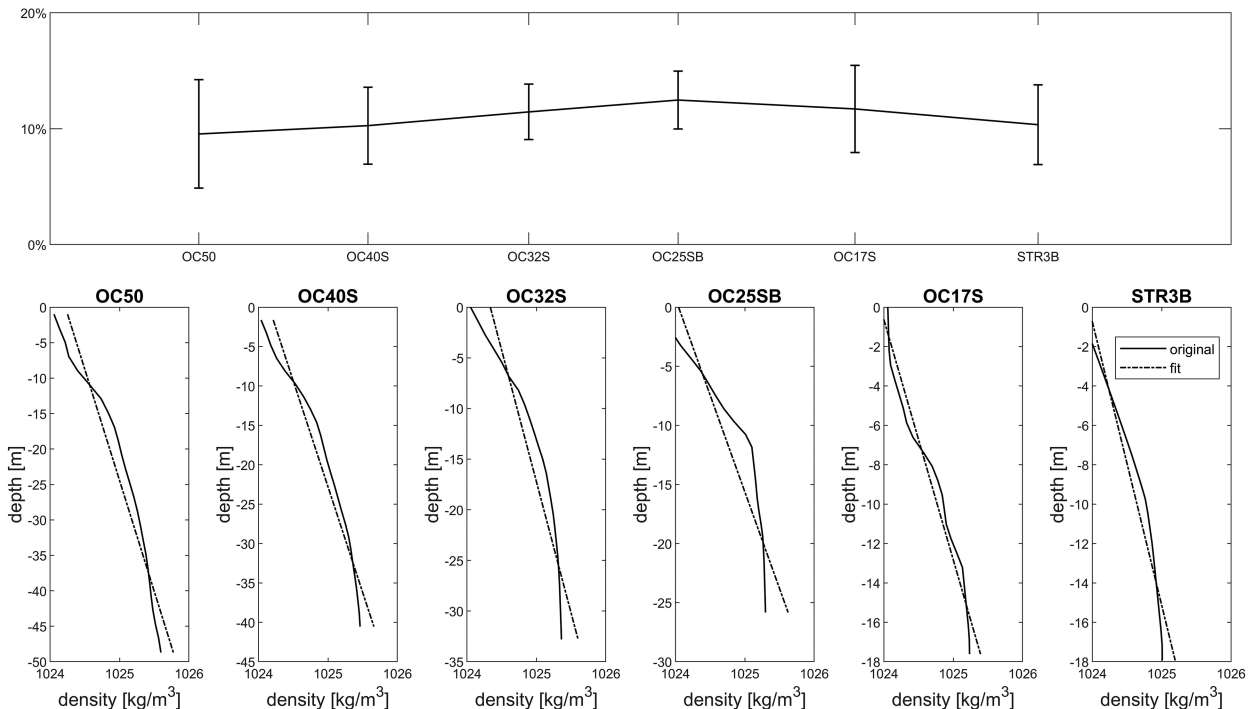 20%
10%
0%
OC50 OC40S OC32S OC25SB OC17S STR3B
OC50
0
-5
-10
-15
-20
-25
-30
-35
-40
-45
-50
depth [m]
1024 1025 1026
density [kg/m³]
OC40S
0
-5
-10
-15
-20
-25
-30
-35
-40
-45
depth [m]
1024 1025 1026
density [kg/m³]
OC32S
0
-5
-10
-15
-20
-25
-30
-35
depth [m]
1024 1025 1026
density [kg/m³]
OC25SB
0
-5
-10
-15
-20
-25
-30
depth [m]
1024 1025 1026
density [kg/m³]
OC17S
0
-2
-4
-6
-8
-10
-12
-14
-16
-18
depth [m]
1024 1025 1026
density [kg/m³]
STR3B
original
fit
0
-2
-4
-6
-8
-10
-12
-14
-16
-18
depth [m]
1024 1025 1026
density [kg/m³]